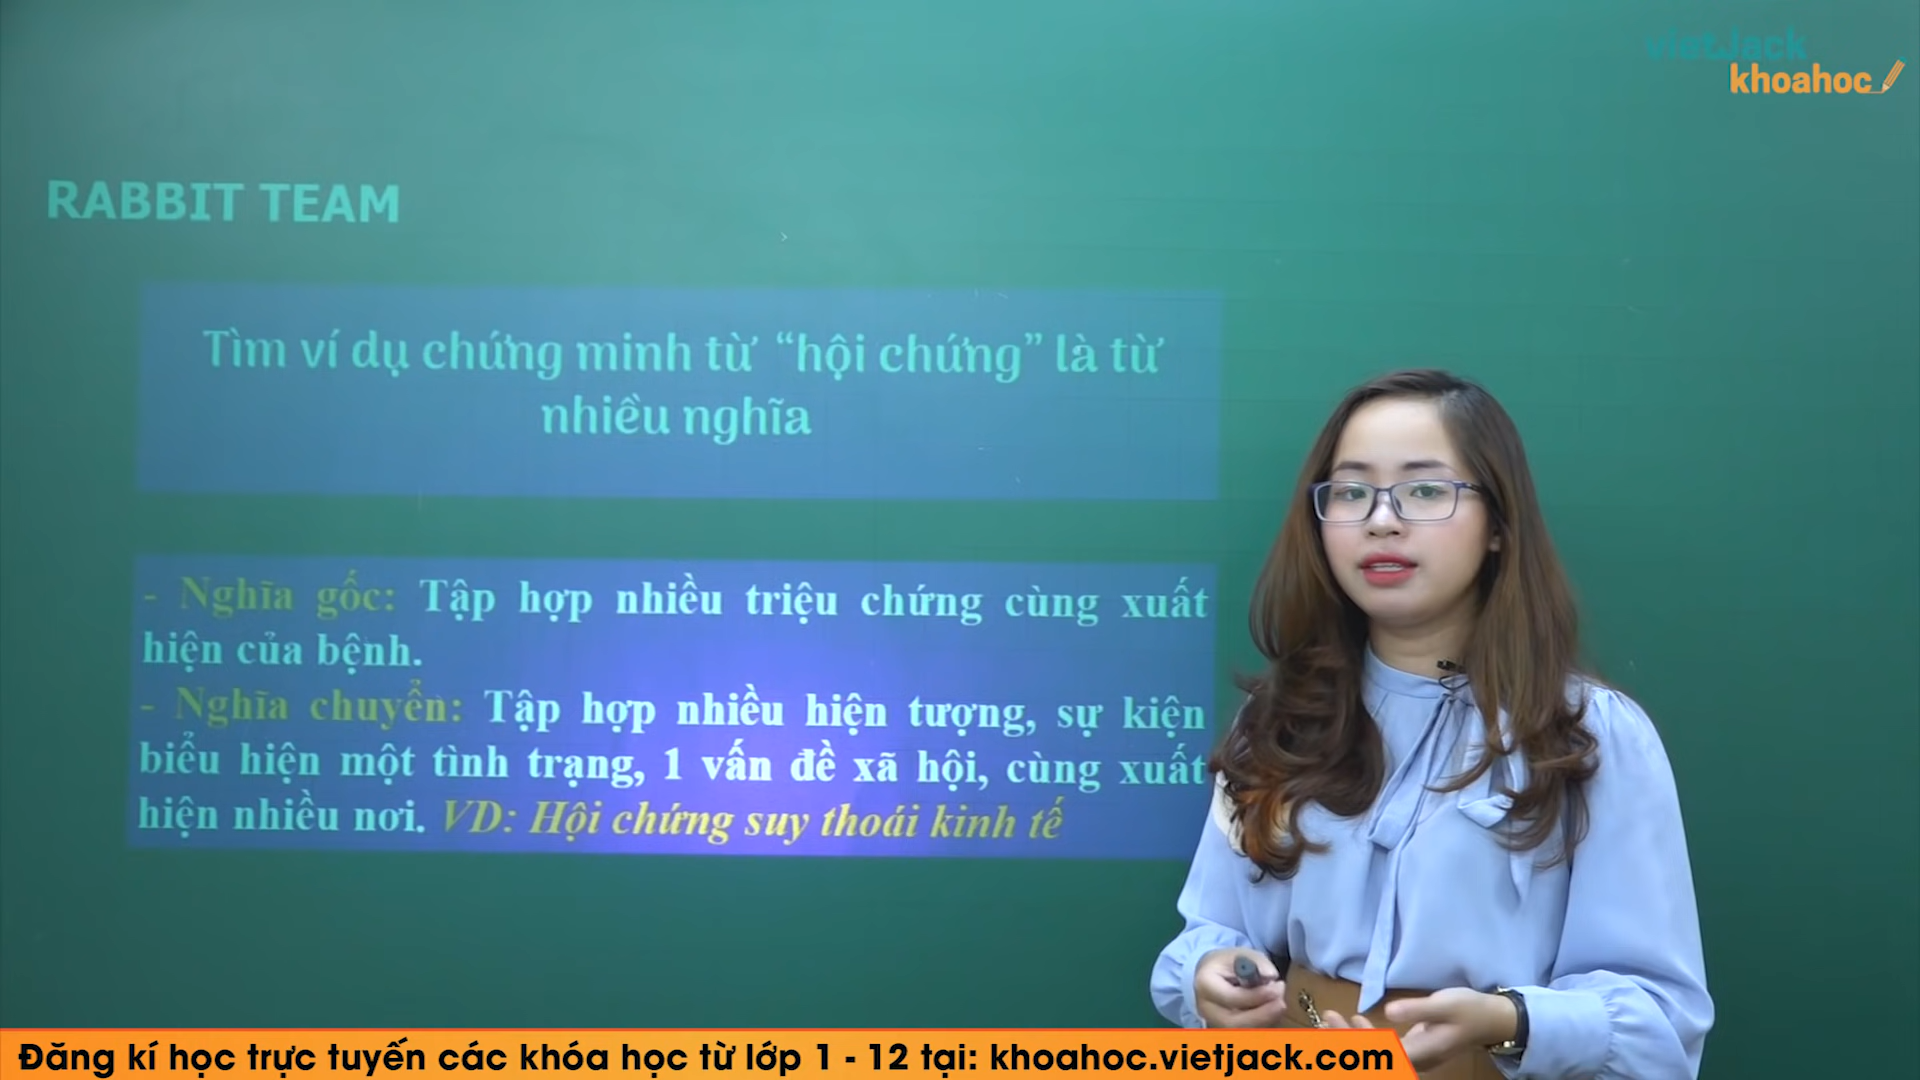 vietJack
khoahoc
RABBIT TEAM
Tìm ví dụ chứng minh từ “hội chứng” là từ
nhiều nghĩa
- Nghĩa gốc: Tập hợp nhiều triệu chứng cùng xuất
hiện của bệnh.
- Nghĩa chuyển: Tập hợp nhiều hiện tượng, sự kiện
biểu hiện một tình trạng, 1 vấn đề xã hội, cùng xuất
hiện nhiều nơi. VD: Hội chứng suy thoái kinh tế
Đăng kí học trực tuyến các khóa học từ lớp 1 - 12 tại: khoahoc.vietjack.com